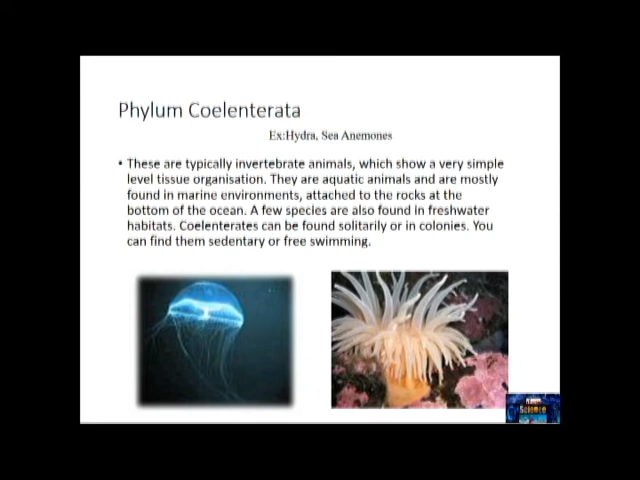 Phylum Coelenterata
Ex:Hydra, Sea Anemones
• These are typically invertebrate animals, which show a very simple
level tissue organisation. They are aquatic animals and are mostly
found in marine environments, attached to the rocks at the
bottom of the ocean. A few species are also found in freshwater
habitats. Coelenterates can be found solitarily or in colonies. You
can find them sedentary or free swimming.
Science